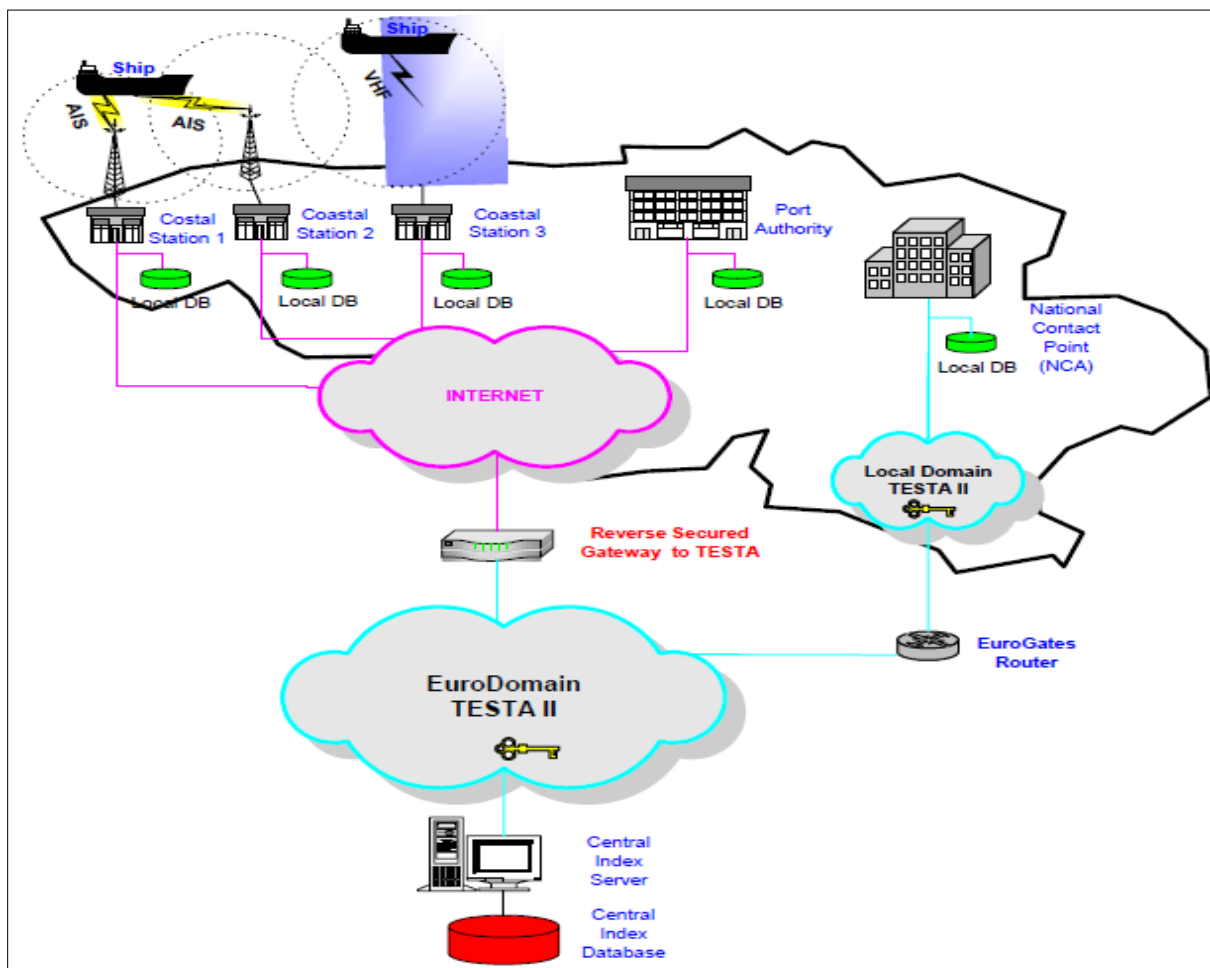 Ship
Ship
AIS
AIS
VHF
Costal
Station 1
Coastal
Station 2
Coastal
Station 3
Port
Authority
Local DB
Local DB
Local DB
Local DB
National
Contact
Point
(NCA)
Local DB
INTERNET
Local Domain
TESTA II
Reverse Secured
Gateway to TESTA
EuroGates
Router
EuroDomain
TESTA II
Central
Index
Server
Central
Index
Database